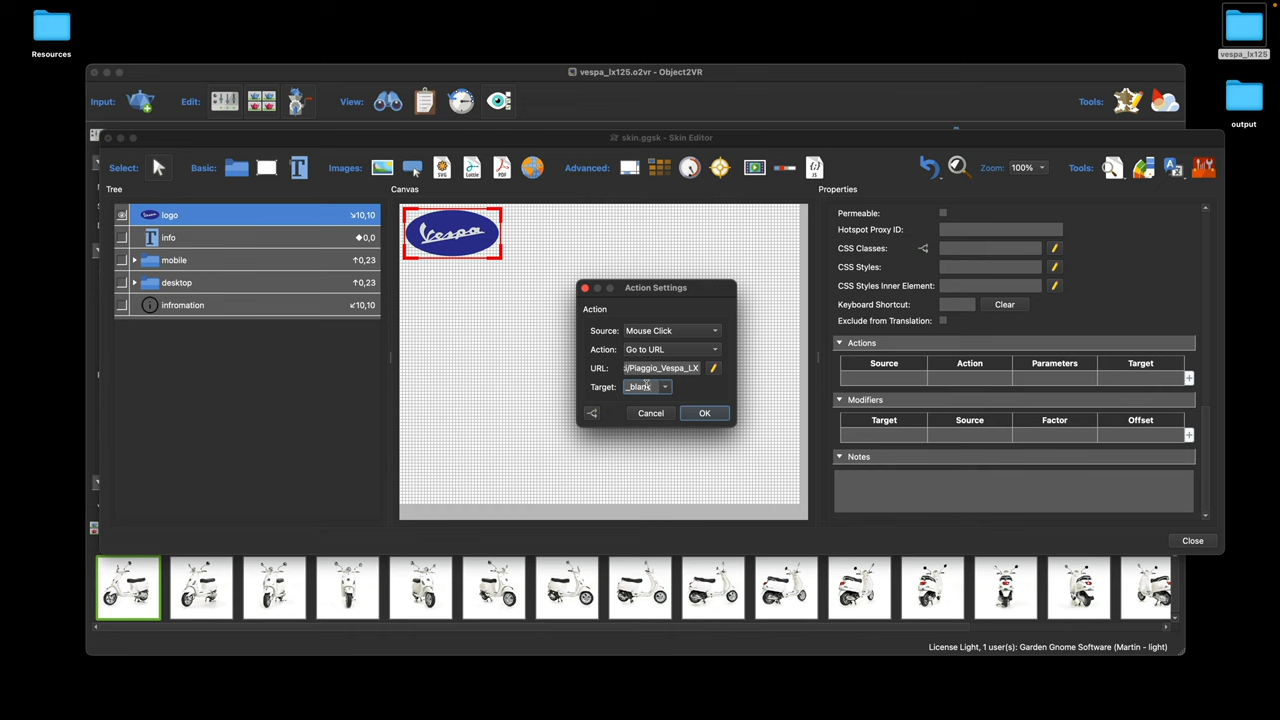 Resources
vespa_lx125
output
vespa_lx125.o2vr - Object2VR
Input:
Edit:
View:
Tools:
skin.ggsk - Skin Editor
Select:
Basic:
Images:
Advanced:
Zoom: 100%
Tools:
Tree
Canvas
Properties
logo
10,10
info
0,0
mobile
0,23
desktop
0,23
infromation
10,10
Vespa
Permeable:
Hotspot Proxy ID:
CSS Classes:
CSS Styles:
CSS Styles Inner Element:
Keyboard Shortcut:
Clear
Exclude from Translation:
Actions
Source
Action
Parameters
Target
Modifiers
Target
Source
Factor
Offset
Notes
Close
Action Settings
Action
Source: Mouse Click
Action: Go to URL
URL: i/Piaggio_Vespa_LX
Target: _blank
Cancel
OK
License Light, 1 user(s): Garden Gnome Software (Martin - light)